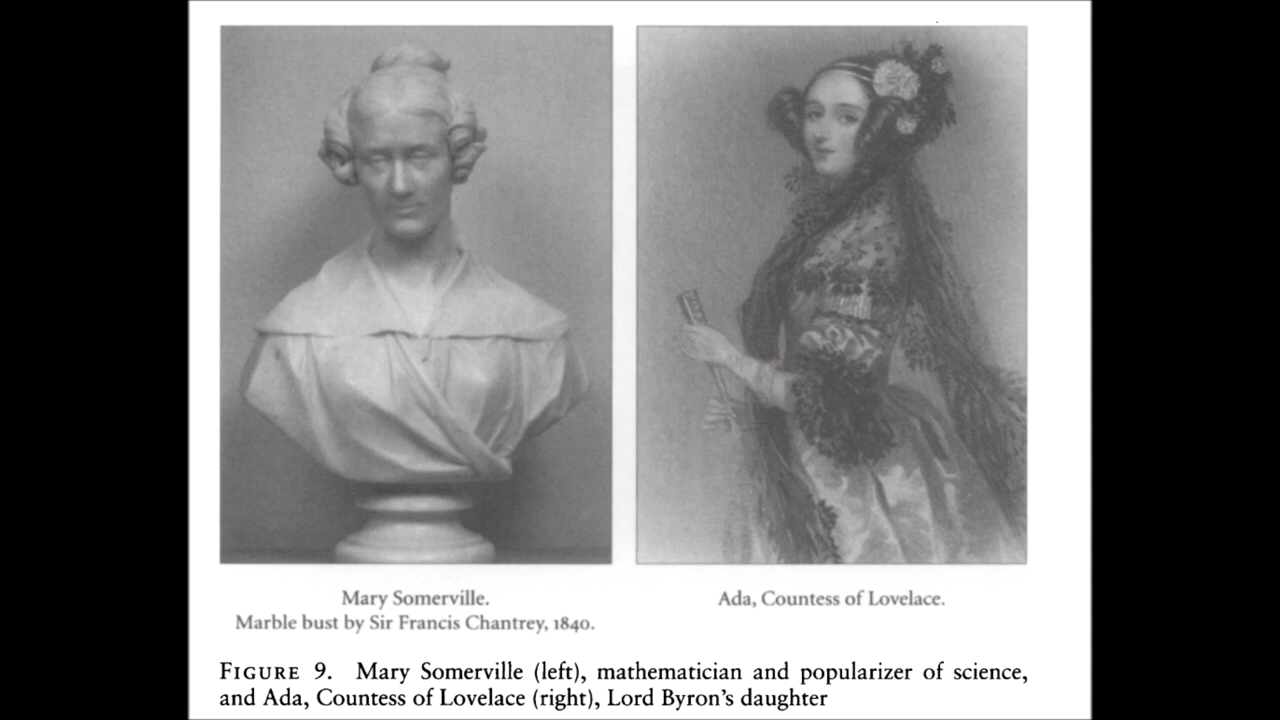 Mary Somerville.
Marble bust by Sir Francis Chantrey, 1840.
Ada, Countess of Lovelace.
FIGURE 9. Mary Somerville (left), mathematician and popularizer of science,
and Ada, Countess of Lovelace (right), Lord Byron's daughter